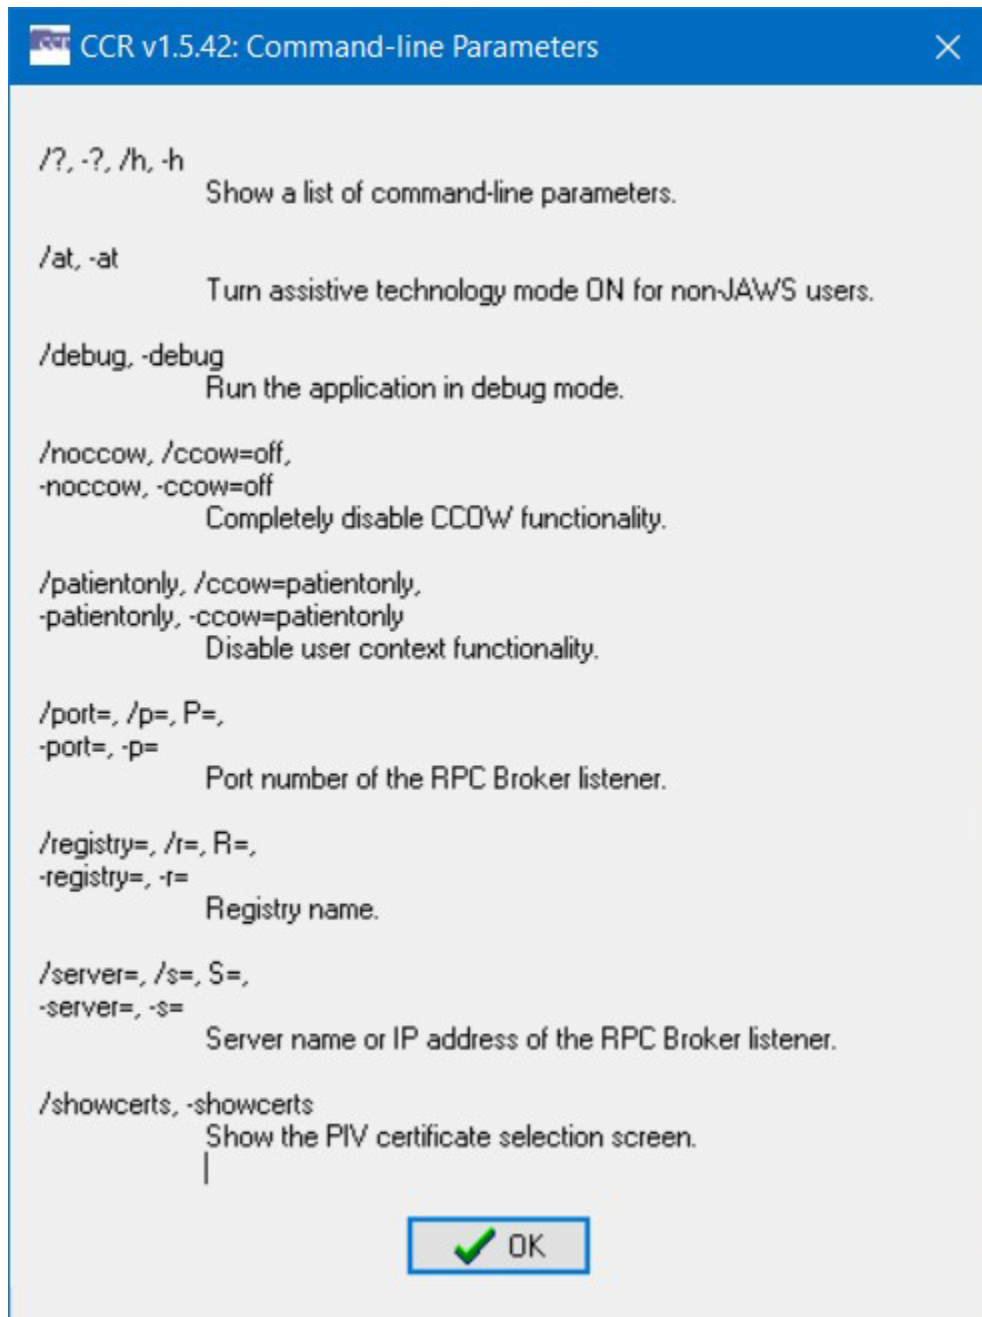 ccr CCR v1.5.42: Command-line Parameters
/?, -?, /h, -h
Show a list of command-line parameters.
/at, -at
Turn assistive technology mode ON for non-JAWS users.
/debug, -debug
Run the application in debug mode.
/noccow, /ccow=off,
-noccow, -ccow=off
Completely disable CCOW functionality.
/patientonly, /ccow=patientonly,
-patientonly, -ccow=patientonly
Disable user context functionality.
/port=, /p=, P=,
-port=, -p=
Port number of the RPC Broker listener.
/registry=, /r=, R=,
-registry=, -r=
Registry name.
/server=, /s=, S=,
-server=, -s=
Server name or IP address of the RPC Broker listener.
/showcerts, -showcerts
Show the PIV certificate selection screen.
OK